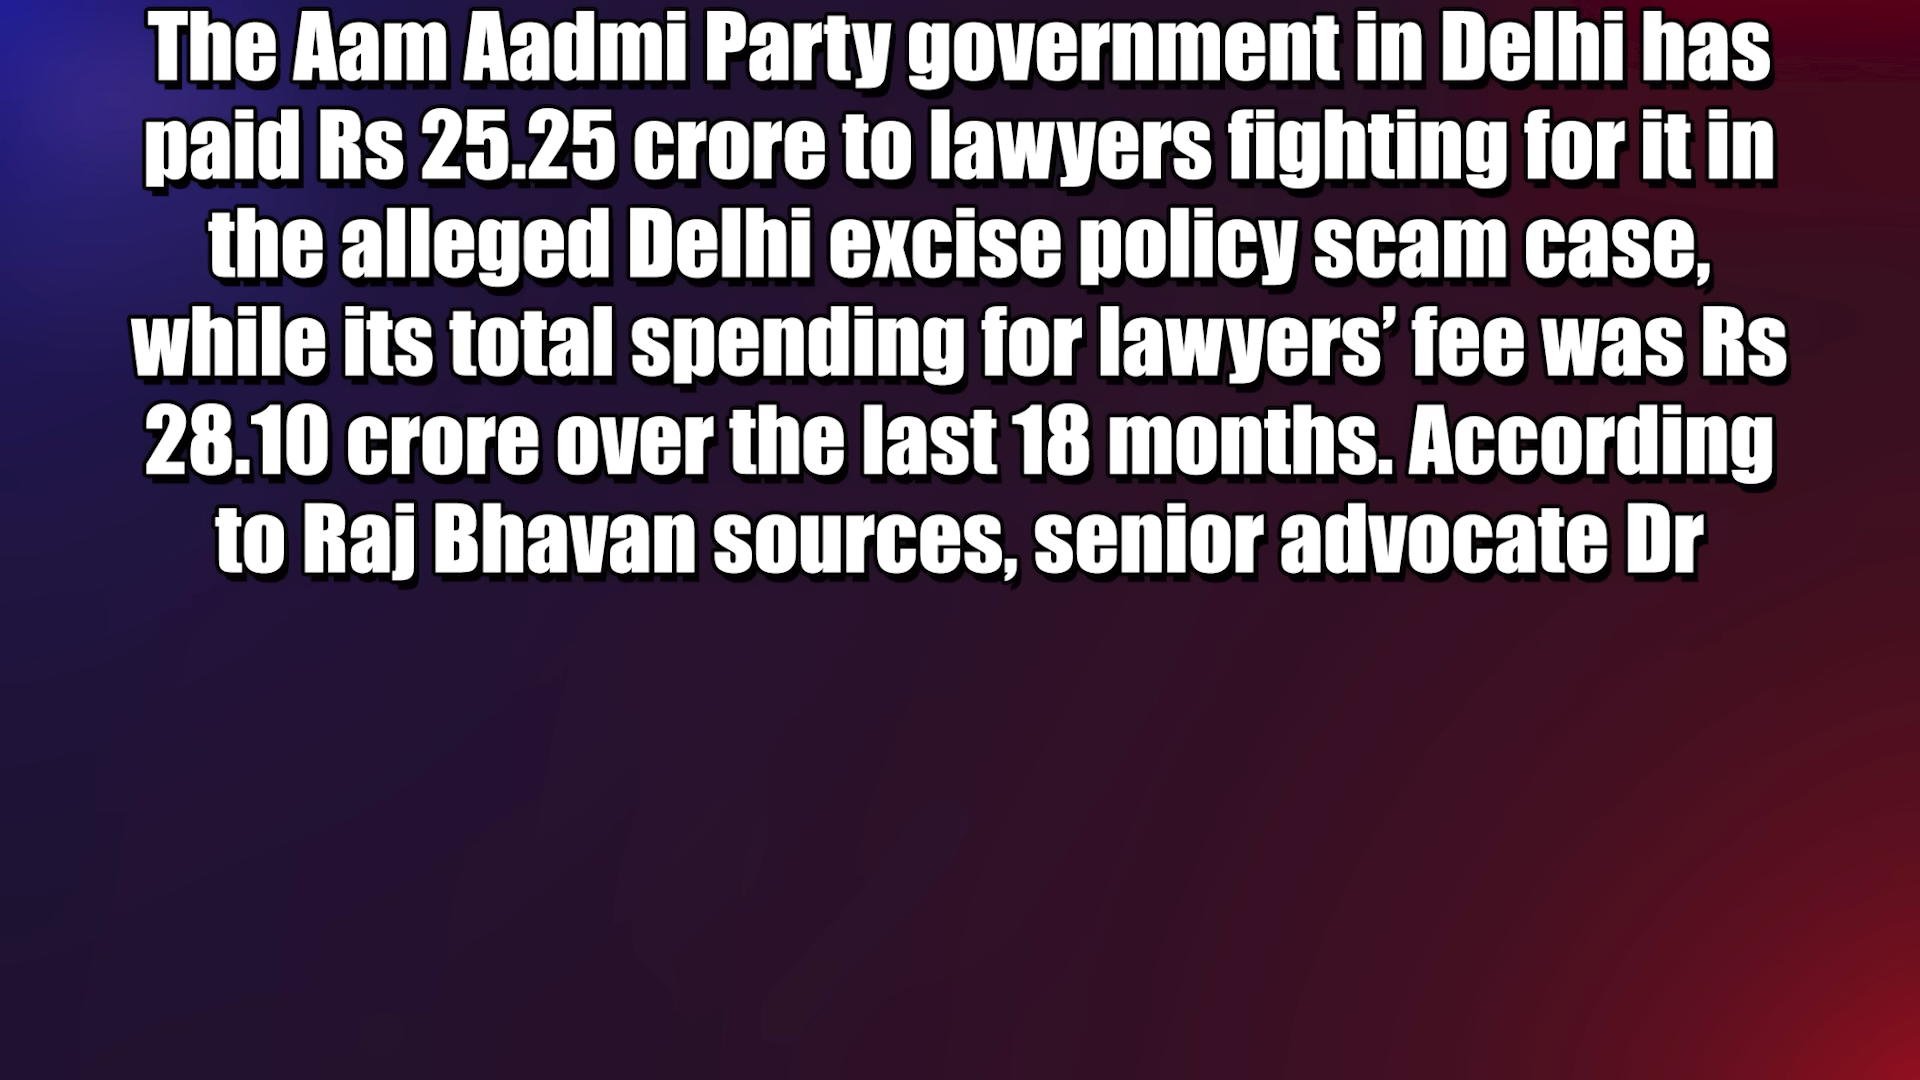 The Aam Aadmi Party government in Delhi has
paid Rs 25.25 crore to lawyers fighting for it in
the alleged Delhi excise policy scam case,
while its total spending for lawyers’ fee was Rs
28.10 crore over the last 18 months. According
to Raj Bhavan sources, senior advocate Dr